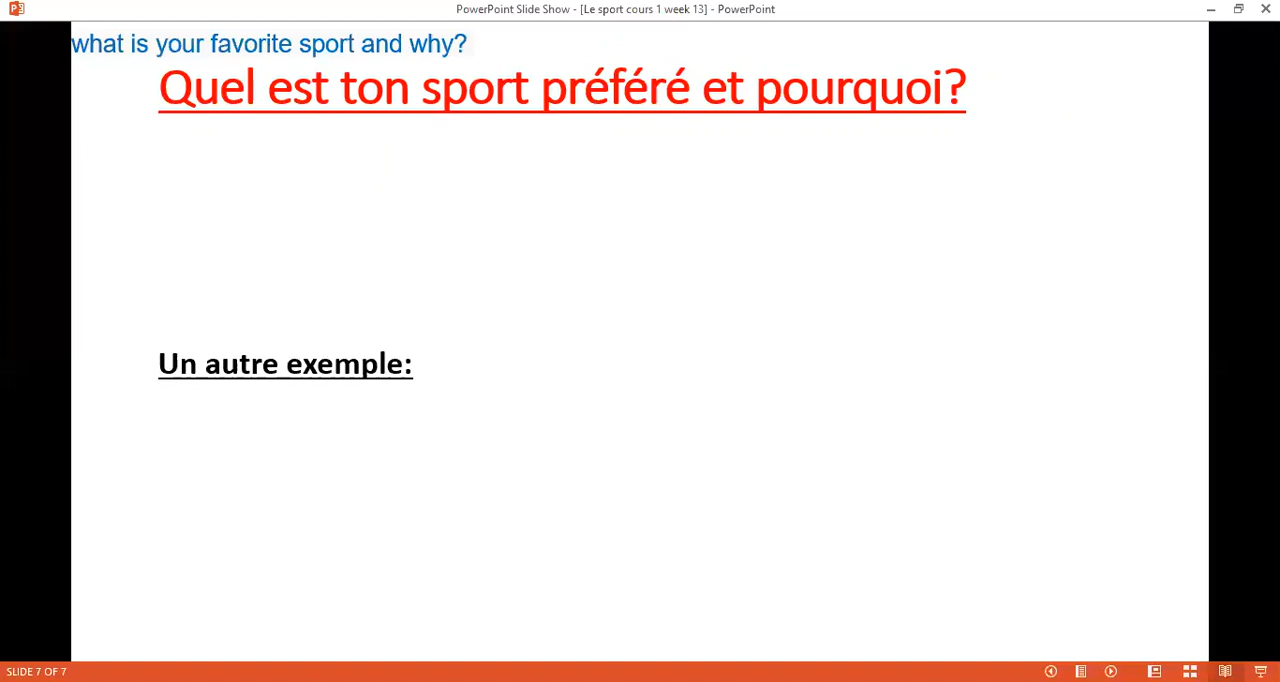 PowerPoint Slide Show - [Le sport cours 1 week 13] - PowerPoint
what is your favorite sport and why?
Quel est ton sport préféré et pourquoi?
Un autre exemple:
SLIDE 7 OF 7